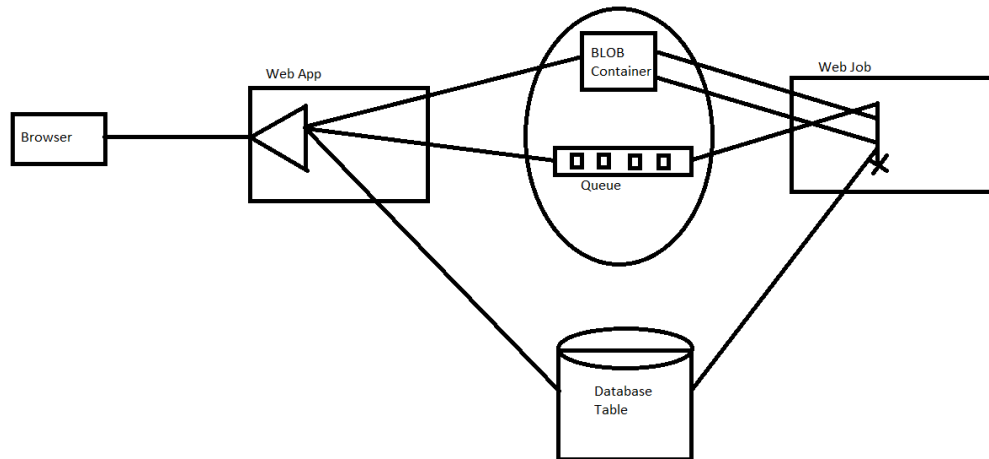 Browser
Web App
BLOB
Container
Queue
Web Job
Database
Table